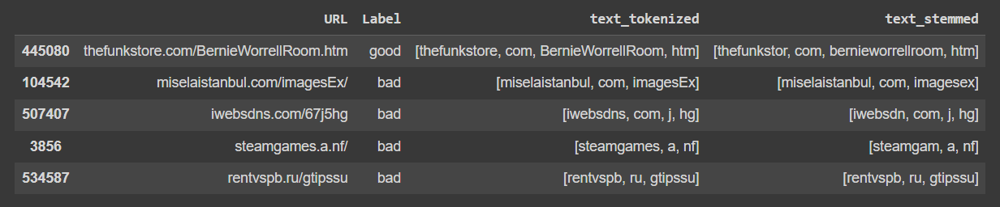 URL Label text_tokenized text_stemmed
445080 thefunkstore.com/BernieWorrellRoom.htm good [thefunkstore, com, BernieWorrellRoom, htm] [thefunkstor, com, bernieworrellroom, htm]
104542 miselaistanbul.com/imagesEx/ bad [miselaistanbul, com, imagesEx] [miselaistanbul, com, imagesex]
507407 iwebsdns.com/67j5hg bad [iwebsdns, com, j, hg] [iwebsdn, com, j, hg]
3856 steamgames.a.nf/ bad [steamgames, a, nf] [steamgam, a, nf]
534587 rentvspb.ru/gtipssu bad [rentvspb, ru, gtipssu] [rentvspb, ru, gtipssu]